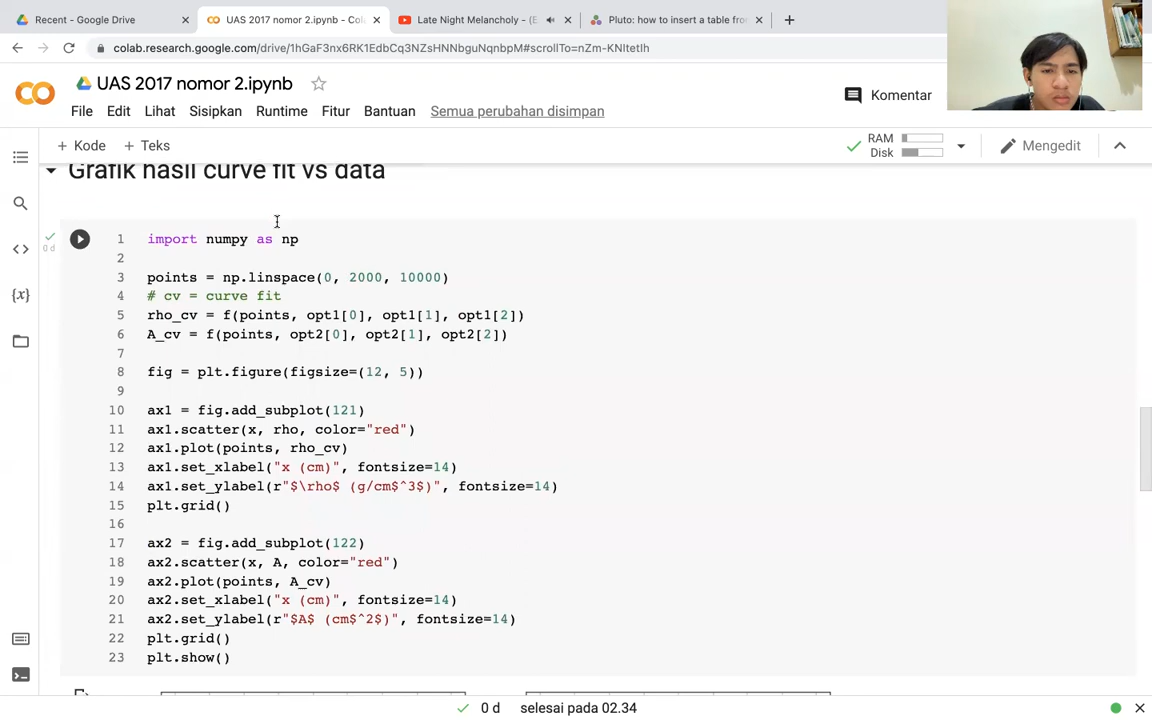 Recent - Google Drive
UAS 2017 nomor 2.ipynb - Col
Late Night Melancholy - (E
Pluto: how to insert a table fro
colab.research.google.com/drive/1hGaF3nx6RK1EdbCq3NZsHNNbguNqnbpM#scrollTo=nZm-KNItetIh
UAS 2017 nomor 2.ipynb
File Edit Lihat Sisipkan Runtime Fitur Bantuan Semua perubahan disimpan
Komentar
+ Kode + Teks
RAM
Disk
Mengedit
Grafik hasil curve fit vs data
0 d
1 import numpy as np
2
3 points = np.linspace(0, 2000, 10000)
4 # cv = curve fit
5 rho_cv = f(points, opt1[0], opt1[1], opt1[2])
6 A_cv = f(points, opt2[0], opt2[1], opt2[2])
7
8 fig = plt.figure(figsize=(12, 5))
9
10 ax1 = fig.add_subplot(121)
11 ax1.scatter(x, rho, color="red")
12 ax1.plot(points, rho_cv)
13 ax1.set_xlabel("x (cm)", fontsize=14)
14 ax1.set_ylabel(r"$\rho$ (g/cm$^3$)", fontsize=14)
15 plt.grid()
16
17 ax2 = fig.add_subplot(122)
18 ax2.scatter(x, A, color="red")
19 ax2.plot(points, A_cv)
20 ax2.set_xlabel("x (cm)", fontsize=14)
21 ax2.set_ylabel(r"$A$ (cm$^2$)", fontsize=14)
22 plt.grid()
23 plt.show()
0 d selesai pada 02.34